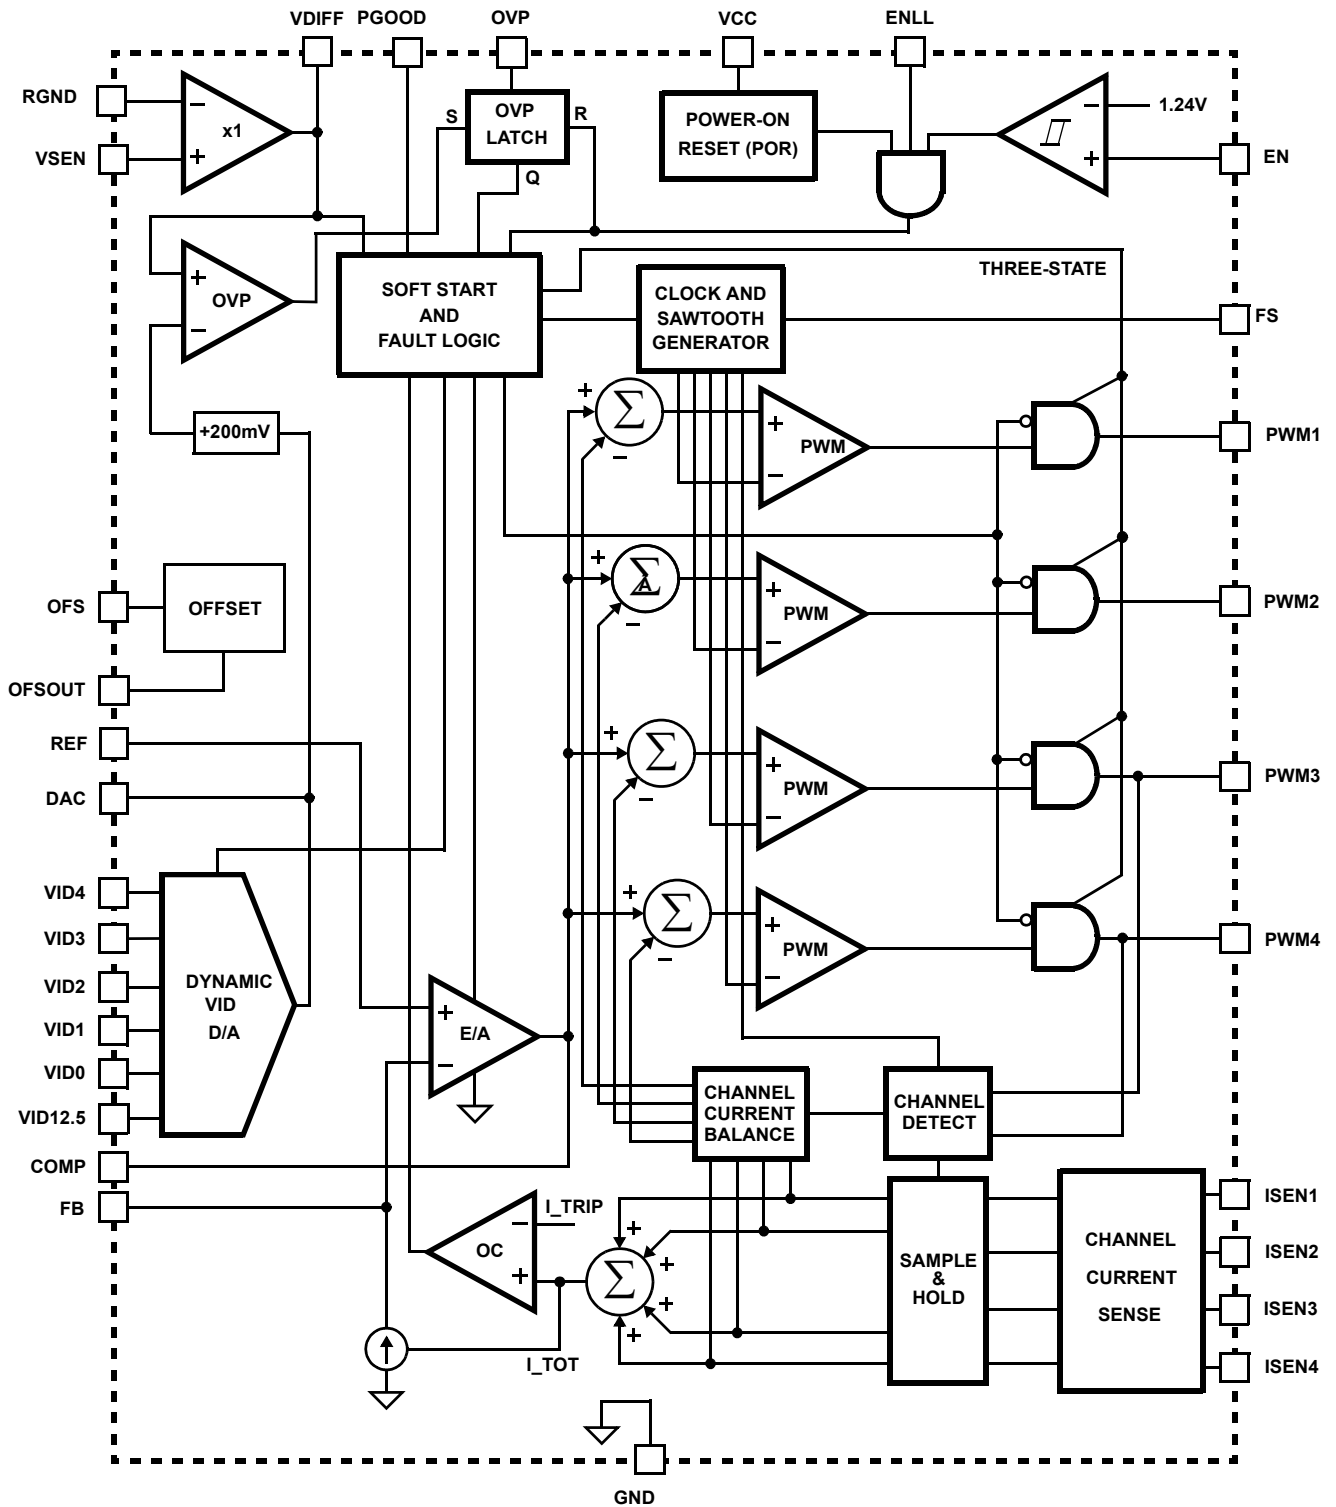 VDIFF PGOOD OVP VCC ENLL
RGND
VSEN
− + x1
S
OVP
LATCH
R
Q
POWER-ON
RESET (POR)
−
1.24V
+
EN
+
OVP
−
SOFT START
AND
FAULT LOGIC
THREE-STATE
CLOCK AND
SAWTOOTH
GENERATOR
FS
+200mV
+
Σ
−
+
PWM
−
PWM1
OFS
OFFSET
OFSOUT
+
Σ
A
−
+
PWM
−
PWM2
REF
DAC
+
Σ
−
+
PWM
−
PWM3
VID4
VID3
VID2
VID1
VID0
VID12.5
DYNAMIC
VID
D/A
+
Σ
−
+
PWM
−
PWM4
+
E/A
−
COMP
FB
CHANNEL
CURRENT
BALANCE
CHANNEL
DETECT
I_TRIP
−
OC
+
I_TOT
+
+
Σ
+
+
SAMPLE
&
HOLD
CHANNEL
CURRENT
SENSE
ISEN1
ISEN2
ISEN3
ISEN4
GND